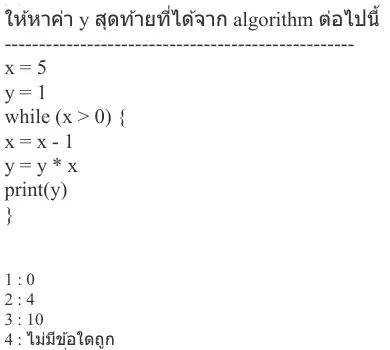 ให้หาค่า y สุดท้ายที่ได้จาก algorithm ต่อไปนี้
----------------------------------------------------
x = 5
y = 1
while (x > 0) {
x = x - 1
y = y * x
print(y)
}
1 : 0
2 : 4
3 : 10
4 : ไม่มีข้อใดถูก